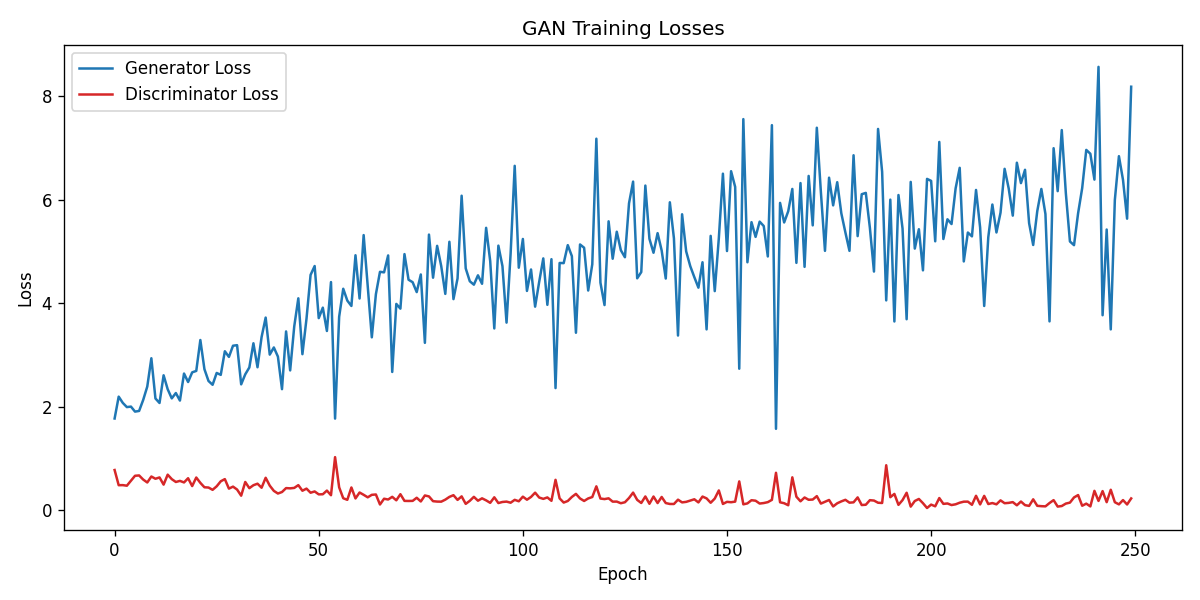 GAN Training Losses
Generator Loss
Discriminator Loss
Loss
8
6
4
2
0
0 50 100 150 200 250
Epoch